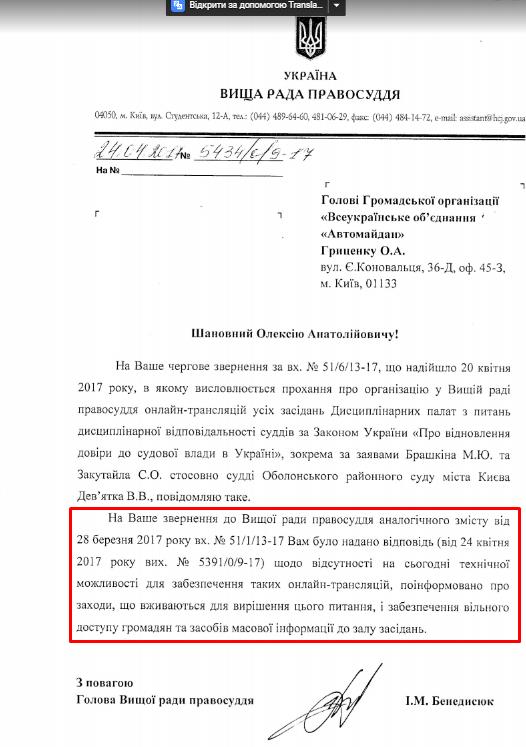 Відкрити за допомогою Transla...
УКРАЇНА
ВИЩА РАДА ПРАВОСУДДЯ
04050, м. Київ, вул. Студентська, 12-А, тел.: (044) 489-64-60, 481-06-29, факс: (044) 484-14-72, e-mail: assistant@hcj.gov.ua
24.04.2017 № 5434/0/9-17
На №
Голові Громадської організації
«Всеукраїнське об’єднання
«Автомайдан»
Гриценку О.А.
вул. Є.Коновальця, 36-Д, оф. 45-З,
м. Київ, 01133
Шановний Олексію Анатолійовичу!
На Ваше чергове звернення за вх. № 51/6/13-17, що надійшло 20 квітня
2017 року, в якому висловлюється прохання про організацію у Вищій раді
правосуддя онлайн-трансляцій усіх засідань Дисциплінарних палат з питань
дисциплінарної відповідальності суддів за Законом України «Про відновлення
довіри до судової влади в Україні», зокрема за заявами Брашкіна М.Ю. та
Закутайла С.О. стосовно судді Оболонського районного суду міста Києва
Дев’ятка В.В., повідомляю таке.
На Ваше звернення до Вищої ради правосуддя аналогічного змісту від
28 березня 2017 року вх. № 51/1/13-17 Вам було надано відповідь (від 24 квітня
2017 року вих. № 5391/0/9-17) щодо відсутності на сьогодні технічної
можливості для забезпечення таких онлайн-трансляцій, поінформовано про
заходи, що вживаються для вирішення цього питання, і забезпечення вільного
доступу громадян та засобів масової інформації до залу засідань.
З повагою
Голова Вищої ради правосуддя І.М. Бенедисюк